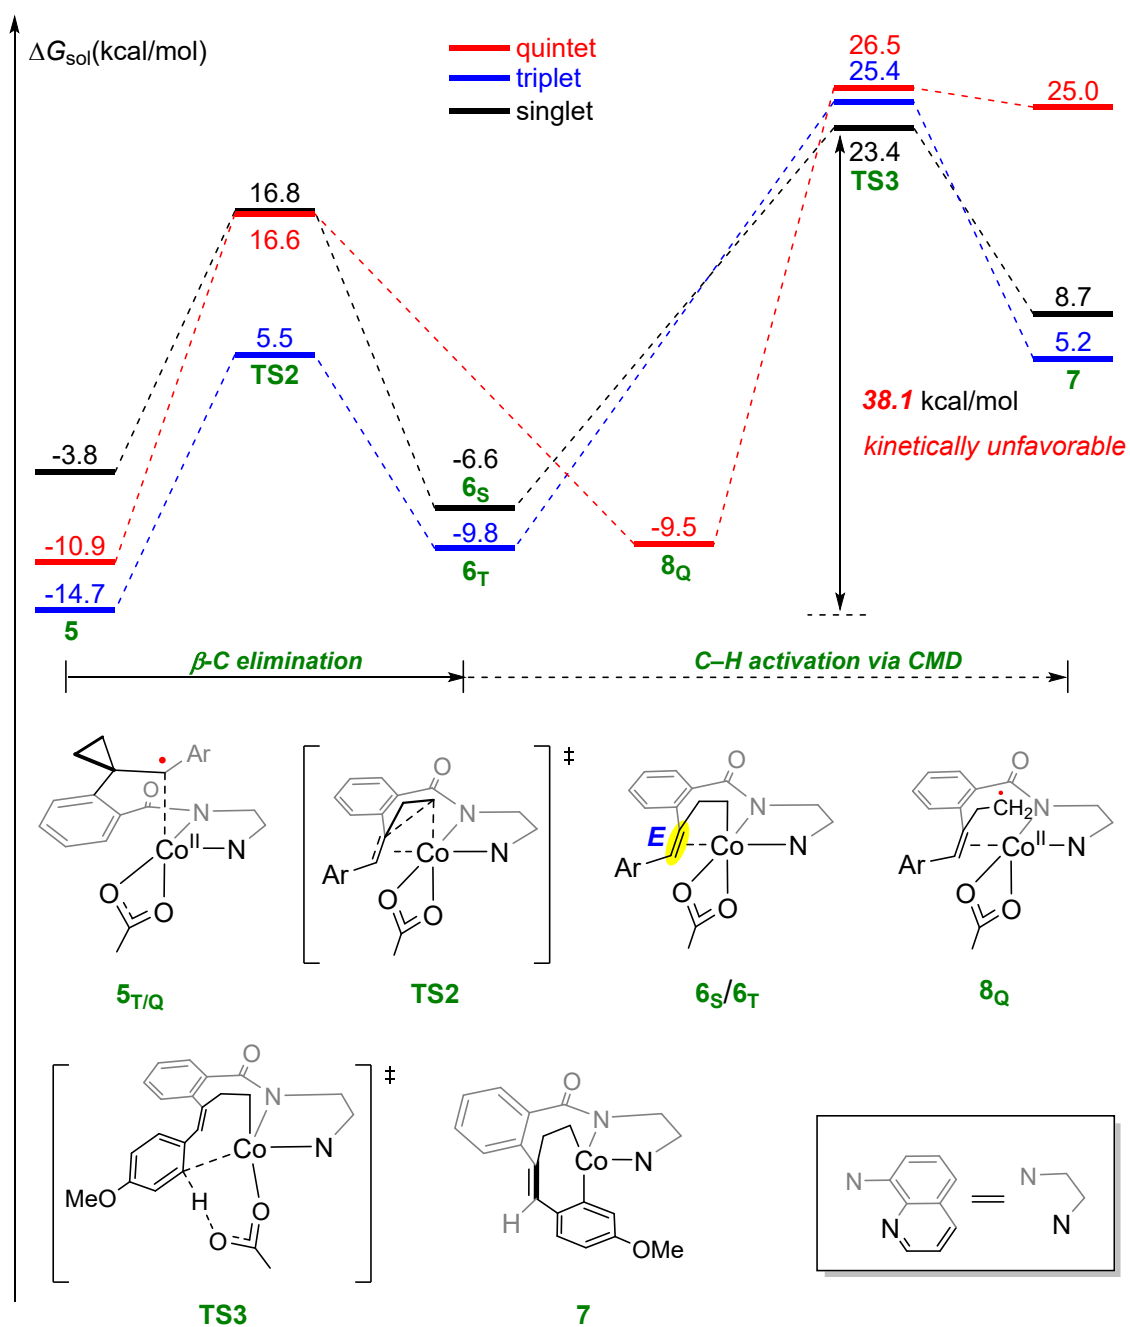 ΔGsol(kcal/mol)
quintet
triplet
singlet
26.5
25.4
23.4
TS3
25.0
16.8
16.6
5.5
TS2
8.7
5.2
7
38.1 kcal/mol
kinetically unfavorable
-3.8
-10.9
-14.7
5
-6.6
6S
-9.8
6T
-9.5
8Q
β-C elimination
C–H activation via CMD
Ar
O
N
CoII
N
O
O
5T/Q
‡
O
N
Co
N
Ar
O
O
TS2
O
N
E
Co
N
Ar
O
O
6S/6T
O
CH2
N
CoII
N
Ar
O
O
8Q
‡
O
N
Co
N
MeO
H
O
O
TS3
O
N
Co
N
H
OMe
7
N
N
N
N